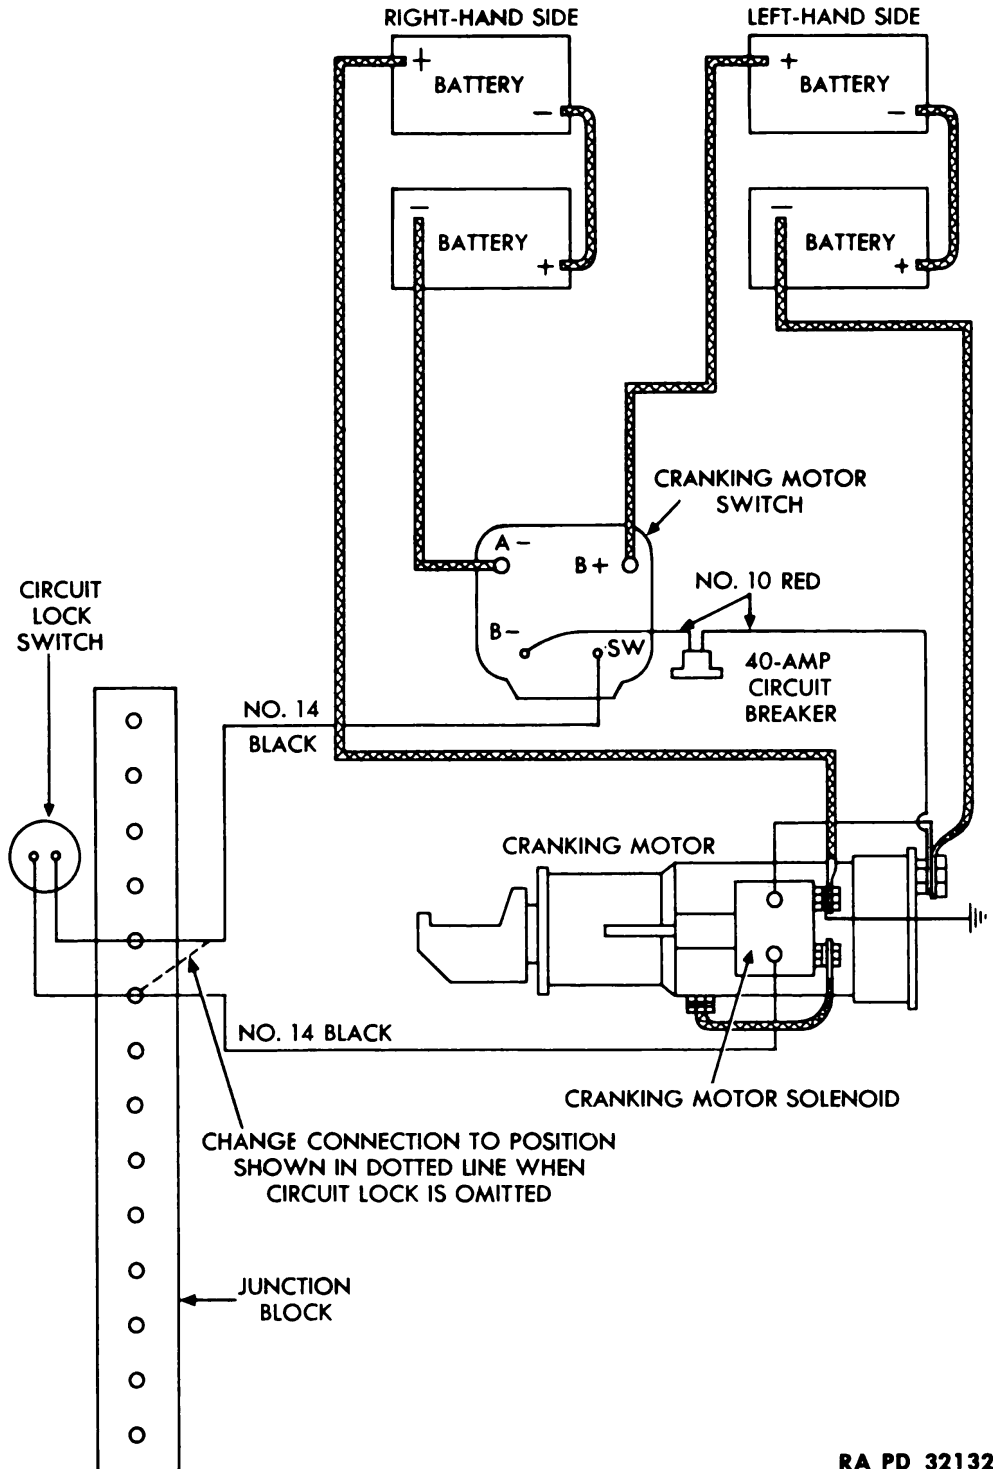 RIGHT-HAND SIDE
LEFT-HAND SIDE
+
BATTERY
−
+
BATTERY
−
−
BATTERY
+
−
BATTERY
+
CRANKING MOTOR
SWITCH
A −
B +
B −
SW
NO. 10 RED
40-AMP
CIRCUIT
BREAKER
CIRCUIT
LOCK
SWITCH
NO. 14
BLACK
CRANKING MOTOR
NO. 14 BLACK
CRANKING MOTOR SOLENOID
CHANGE CONNECTION TO POSITION
SHOWN IN DOTTED LINE WHEN
CIRCUIT LOCK IS OMITTED
JUNCTION
BLOCK
RA PD 32132